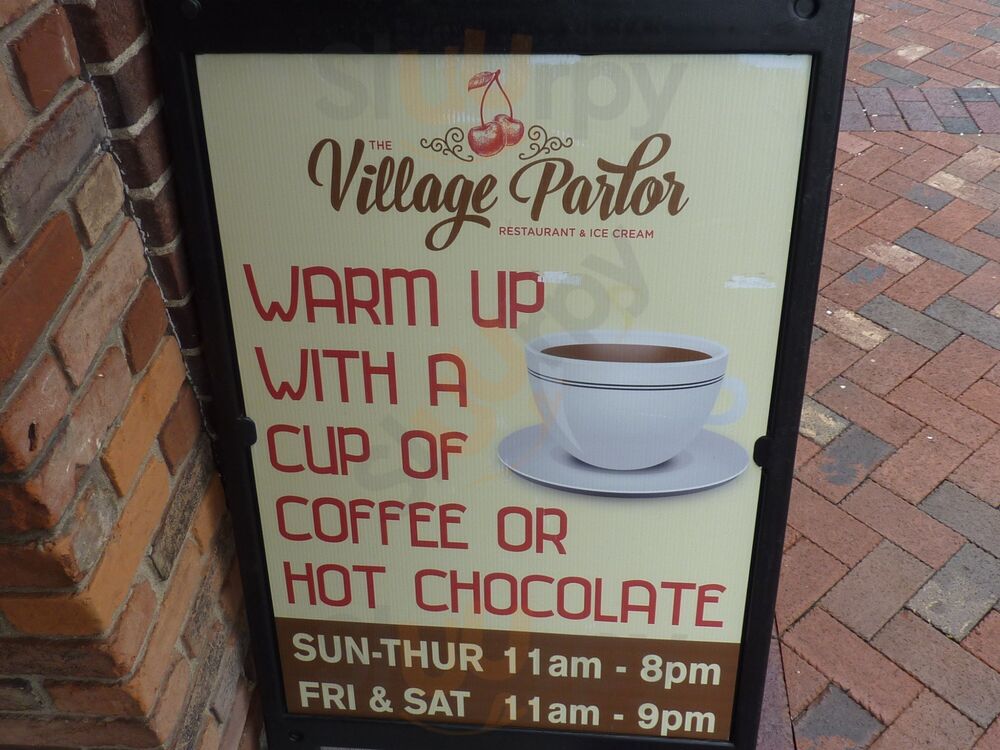 Slurpy
THE
Village Parlor
RESTAURANT & ICE CREAM
WARM UP
WITH A
CUP OF
COFFEE OR
HOT CHOCOLATE
SUN-THUR 11am - 8pm
FRI & SAT 11am - 9pm